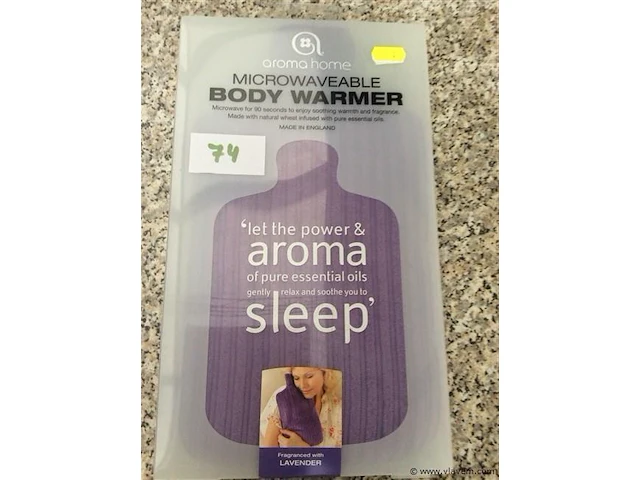 aroma home
MICROWAVEABLE
BODY WARMER
Microwave for 90 seconds to enjoy soothing warmth and fragrance.
Made with natural wheat infused with pure essential oils.
MADE IN ENGLAND
74
'let the power &
aroma
of pure essential oils
gently relax and soothe you to
sleep'
Fragranced with
LAVENDER
© www.vlavem.com